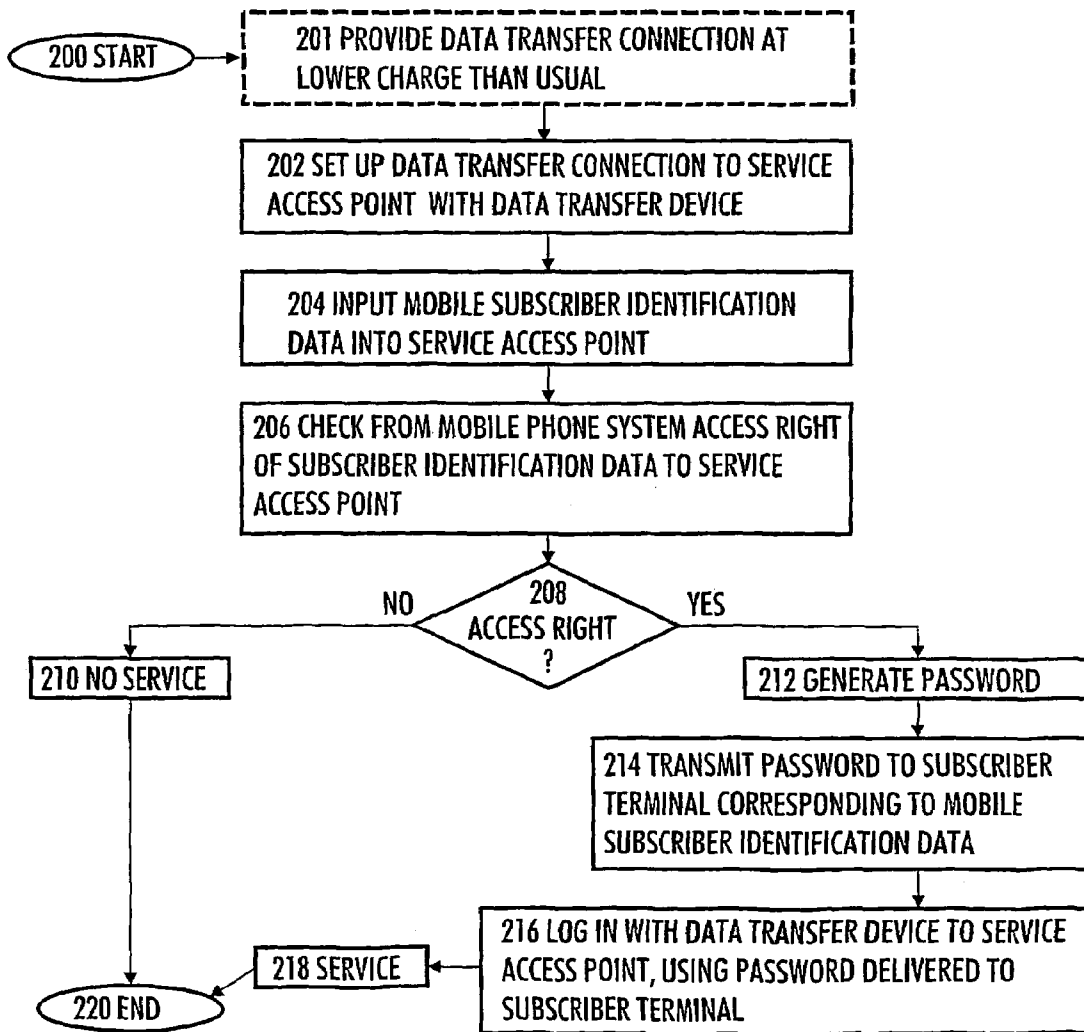 200 START
201 PROVIDE DATA TRANSFER CONNECTION AT
LOWER CHARGE THAN USUAL
202 SET UP DATA TRANSFER CONNECTION TO SERVICE
ACCESS POINT WITH DATA TRANSFER DEVICE
204 INPUT MOBILE SUBSCRIBER IDENTIFICATION
DATA INTO SERVICE ACCESS POINT
206 CHECK FROM MOBILE PHONE SYSTEM ACCESS RIGHT
OF SUBSCRIBER IDENTIFICATION DATA TO SERVICE
ACCESS POINT
208
ACCESS RIGHT
?
NO
YES
210 NO SERVICE
212 GENERATE PASSWORD
214 TRANSMIT PASSWORD TO SUBSCRIBER
TERMINAL CORRESPONDING TO MOBILE
SUBSCRIBER IDENTIFICATION DATA
216 LOG IN WITH DATA TRANSFER DEVICE TO SERVICE
ACCESS POINT, USING PASSWORD DELIVERED TO
SUBSCRIBER TERMINAL
218 SERVICE
220 END